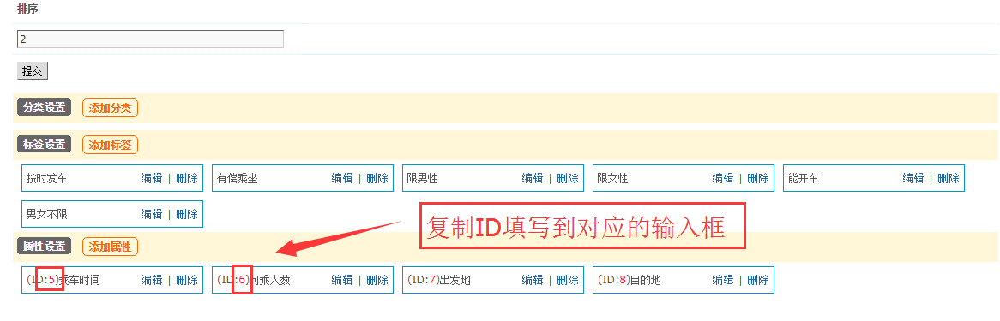 排序
2
提交
分类设置 添加分类
标签设置 添加标签
按时发车 编辑 | 删除 有偿乘坐 编辑 | 删除 限男性 编辑 | 删除 限女性 编辑 | 删除 能开车 编辑 | 删除
男女不限 编辑 | 删除
复制ID填写到对应的输入框
属性设置 添加属性
(ID:5)乘车时间 编辑 | 删除 (ID:6)可乘人数 编辑 | 删除 (ID:7)出发地 编辑 | 删除 (ID:8)目的地 编辑 | 删除